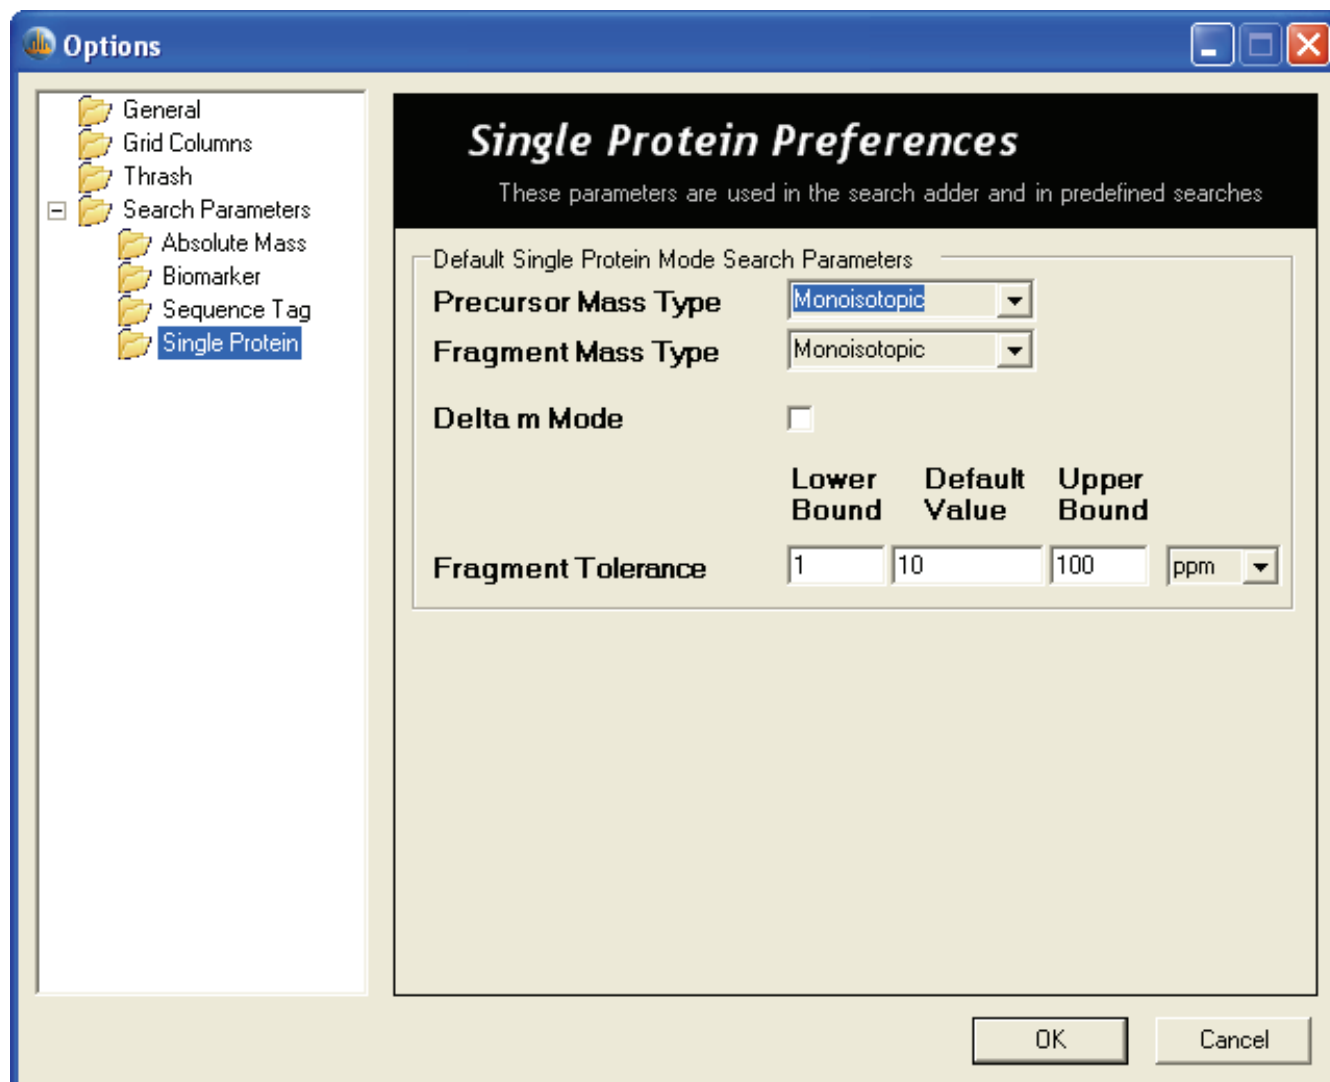 Options
General
Grid Columns
Thrash
Search Parameters
Absolute Mass
Biomarker
Sequence Tag
Single Protein
Single Protein Preferences
These parameters are used in the search adder and in predefined searches
Default Single Protein Mode Search Parameters
Precursor Mass Type Monoisotopic
Fragment Mass Type Monoisotopic
Delta m Mode
Lower Default Upper
Bound Value Bound
Fragment Tolerance 1 10 100 ppm
OK Cancel